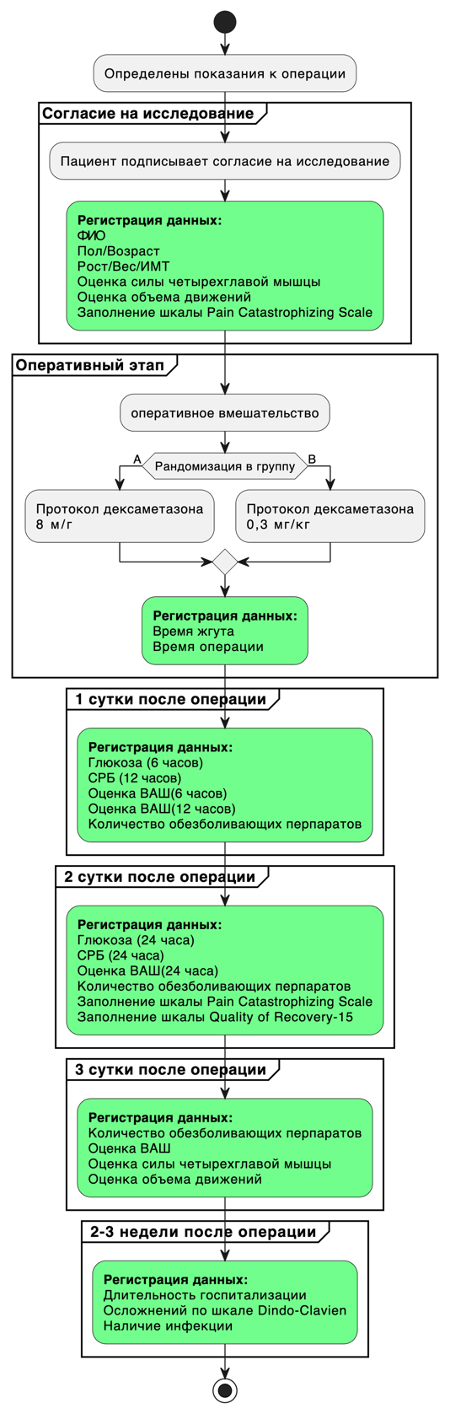 Определены показания к операции
Согласие на исследование
Пациент подписывает согласие на исследование
Регистрация данных:
ФИО
Пол/Возраст
Рост/Вес/ИМТ
Оценка силы четырехглавой мышцы
Оценка объема движений
Заполнение шкалы Pain Catastrophizing Scale
Оперативный этап
оперативное вмешательство
Рандомизация в группу
A
B
Протокол дексаметазона
8 м/г
Протокол дексаметазона
0,3 мг/кг
Регистрация данных:
Время жгута
Время операции
1 сутки после операции
Регистрация данных:
Глюкоза (6 часов)
СРБ (12 часов)
Оценка ВАШ(6 часов)
Оценка ВАШ(12 часов)
Количество обезболивающих перпаратов
2 сутки после операции
Регистрация данных:
Глюкоза (24 часа)
СРБ (24 часа)
Оценка ВАШ(24 часа)
Количество обезболивающих перпаратов
Заполнение шкалы Pain Catastrophizing Scale
Заполнение шкалы Quality of Recovery-15
3 сутки после операции
Регистрация данных:
Количество обезболивающих перпаратов
Оценка ВАШ
Оценка силы четырехглавой мышцы
Оценка объема движений
2-3 недели после операции
Регистрация данных:
Длительность госпитализации
Осложнений по шкале Dindo-Clavien
Наличие инфекции